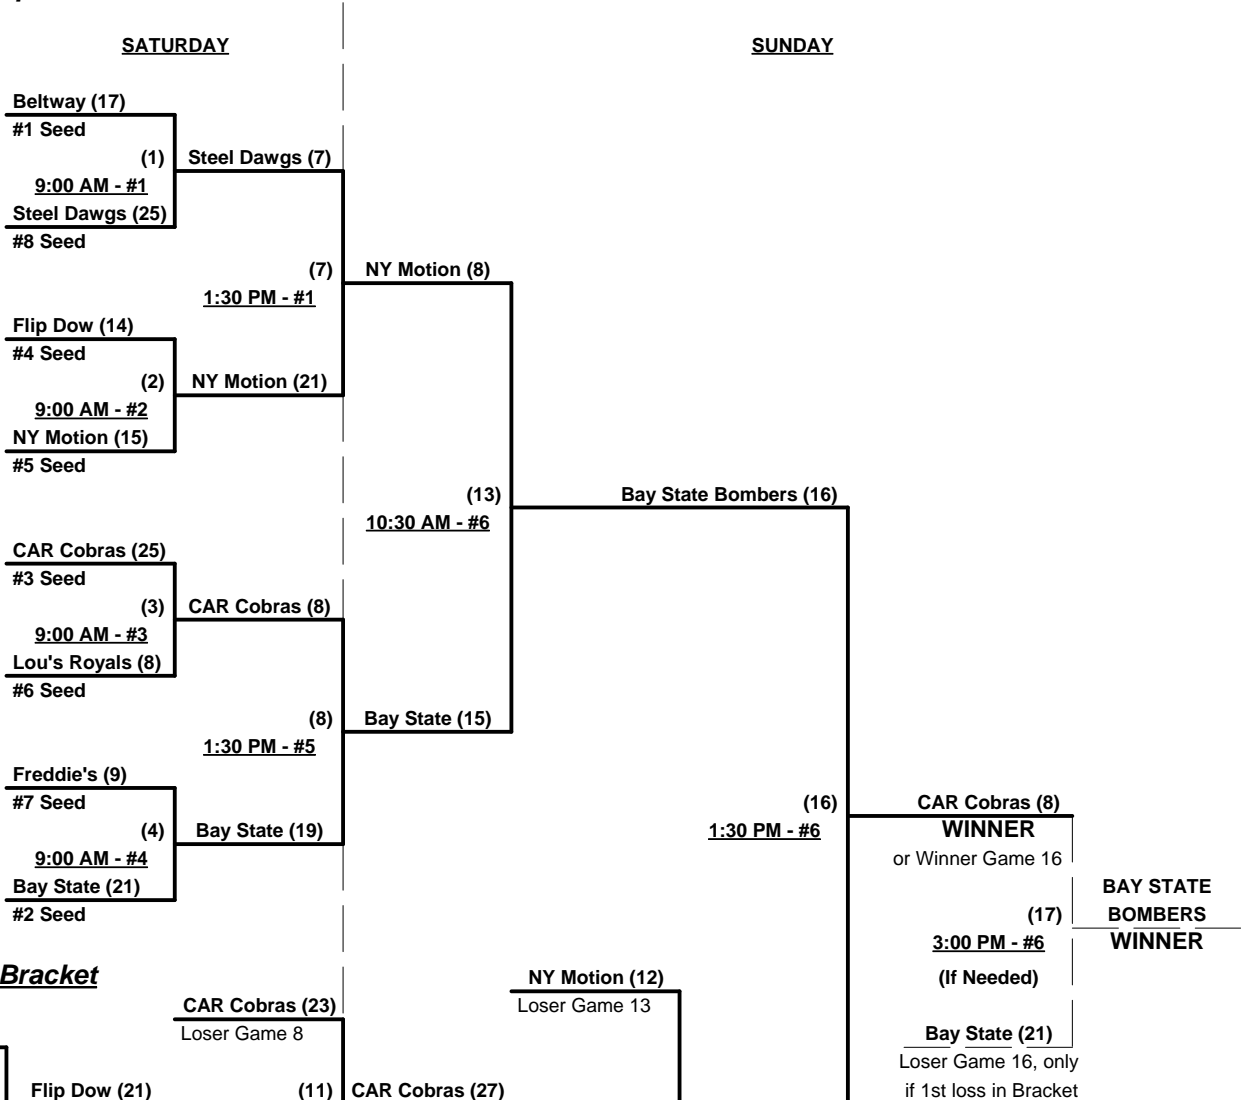 SATURDAY
SUNDAY
Beltway (17)
#1 Seed
(1)
Steel Dawgs (7)
9:00 AM - #1
Steel Dawgs (25)
#8 Seed
(7)
NY Motion (8)
1:30 PM - #1
Flip Dow (14)
#4 Seed
(2)
NY Motion (21)
9:00 AM - #2
NY Motion (15)
#5 Seed
(13)
Bay State Bombers (16)
10:30 AM - #6
CAR Cobras (25)
#3 Seed
(3)
CAR Cobras (8)
9:00 AM - #3
Lou's Royals (8)
#6 Seed
(8)
Bay State (15)
1:30 PM - #5
Freddie's (9)
#7 Seed
(4)
Bay State (19)
9:00 AM - #4
Bay State (21)
#2 Seed
(16)
CAR Cobras (8)
1:30 PM - #6
WINNER
or Winner Game 16
BAY STATE
(17)
BOMBERS
3:00 PM - #6
WINNER
(If Needed)
Bracket
NY Motion (12)
Loser Game 13
CAR Cobras (23)
Loser Game 8
Bay State (21)
Loser Game 16, only
if 1st loss in Bracket
Flip Dow (21)
(11)
CAR Cobras (27)